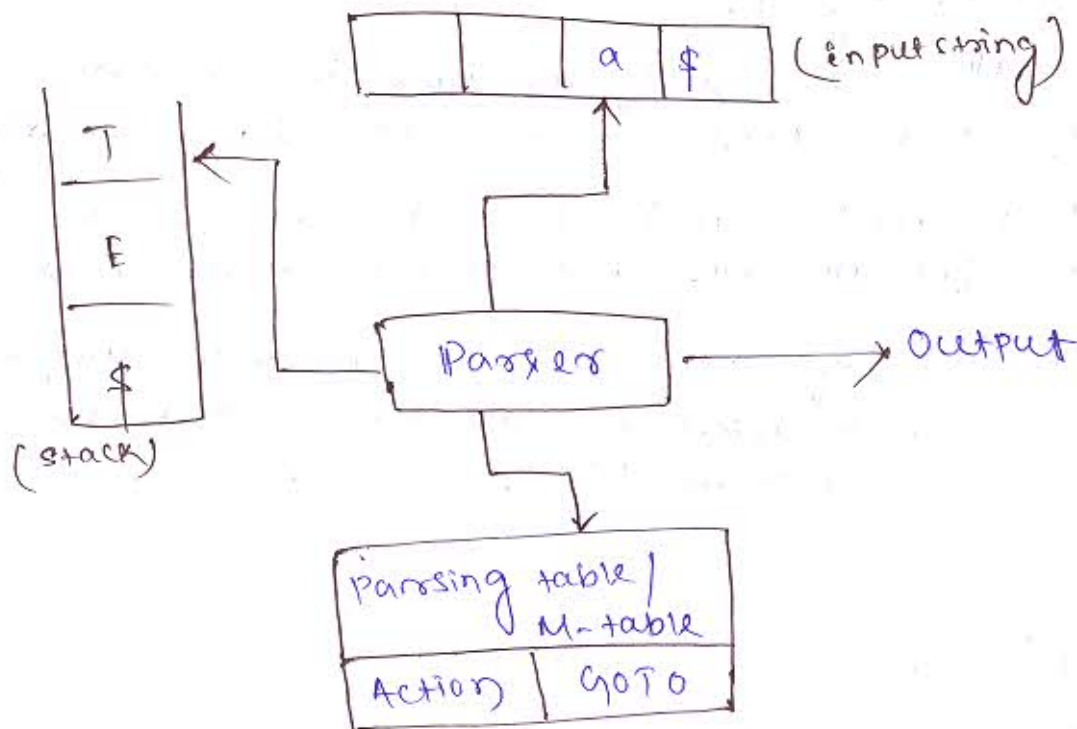 a $ (input string)
T
E
$
(stack)
Parser
Output
Parsing table /
M-table
Action GOTO